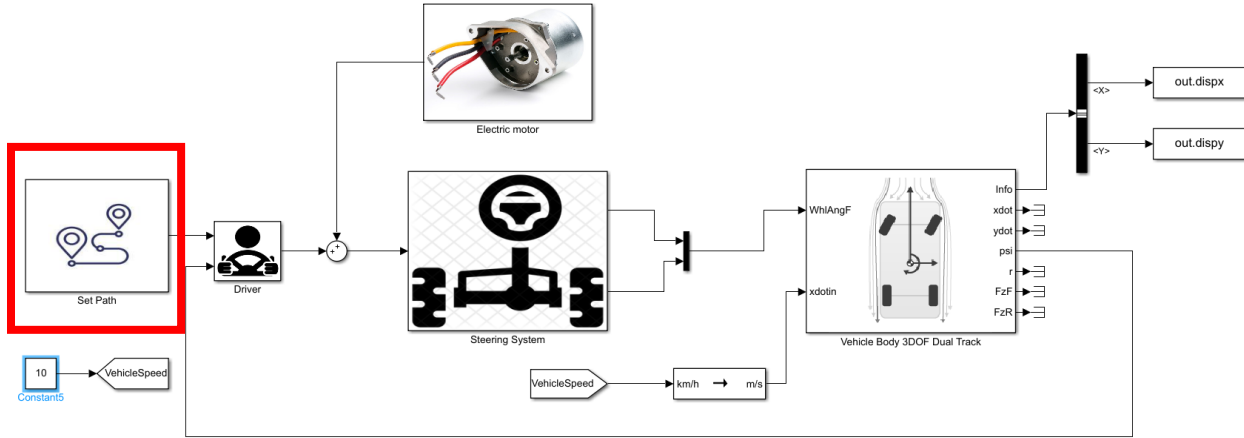 Electric motor
<X>
out.dispx
<Y>
out.dispy
Set Path
Driver
Steering System
WhlAngF
xdotin
Info
xdot
ydot
psi
r
FzF
FzR
Vehicle Body 3DOF Dual Track
10
VehicleSpeed
Constant5
VehicleSpeed
km/h → m/s